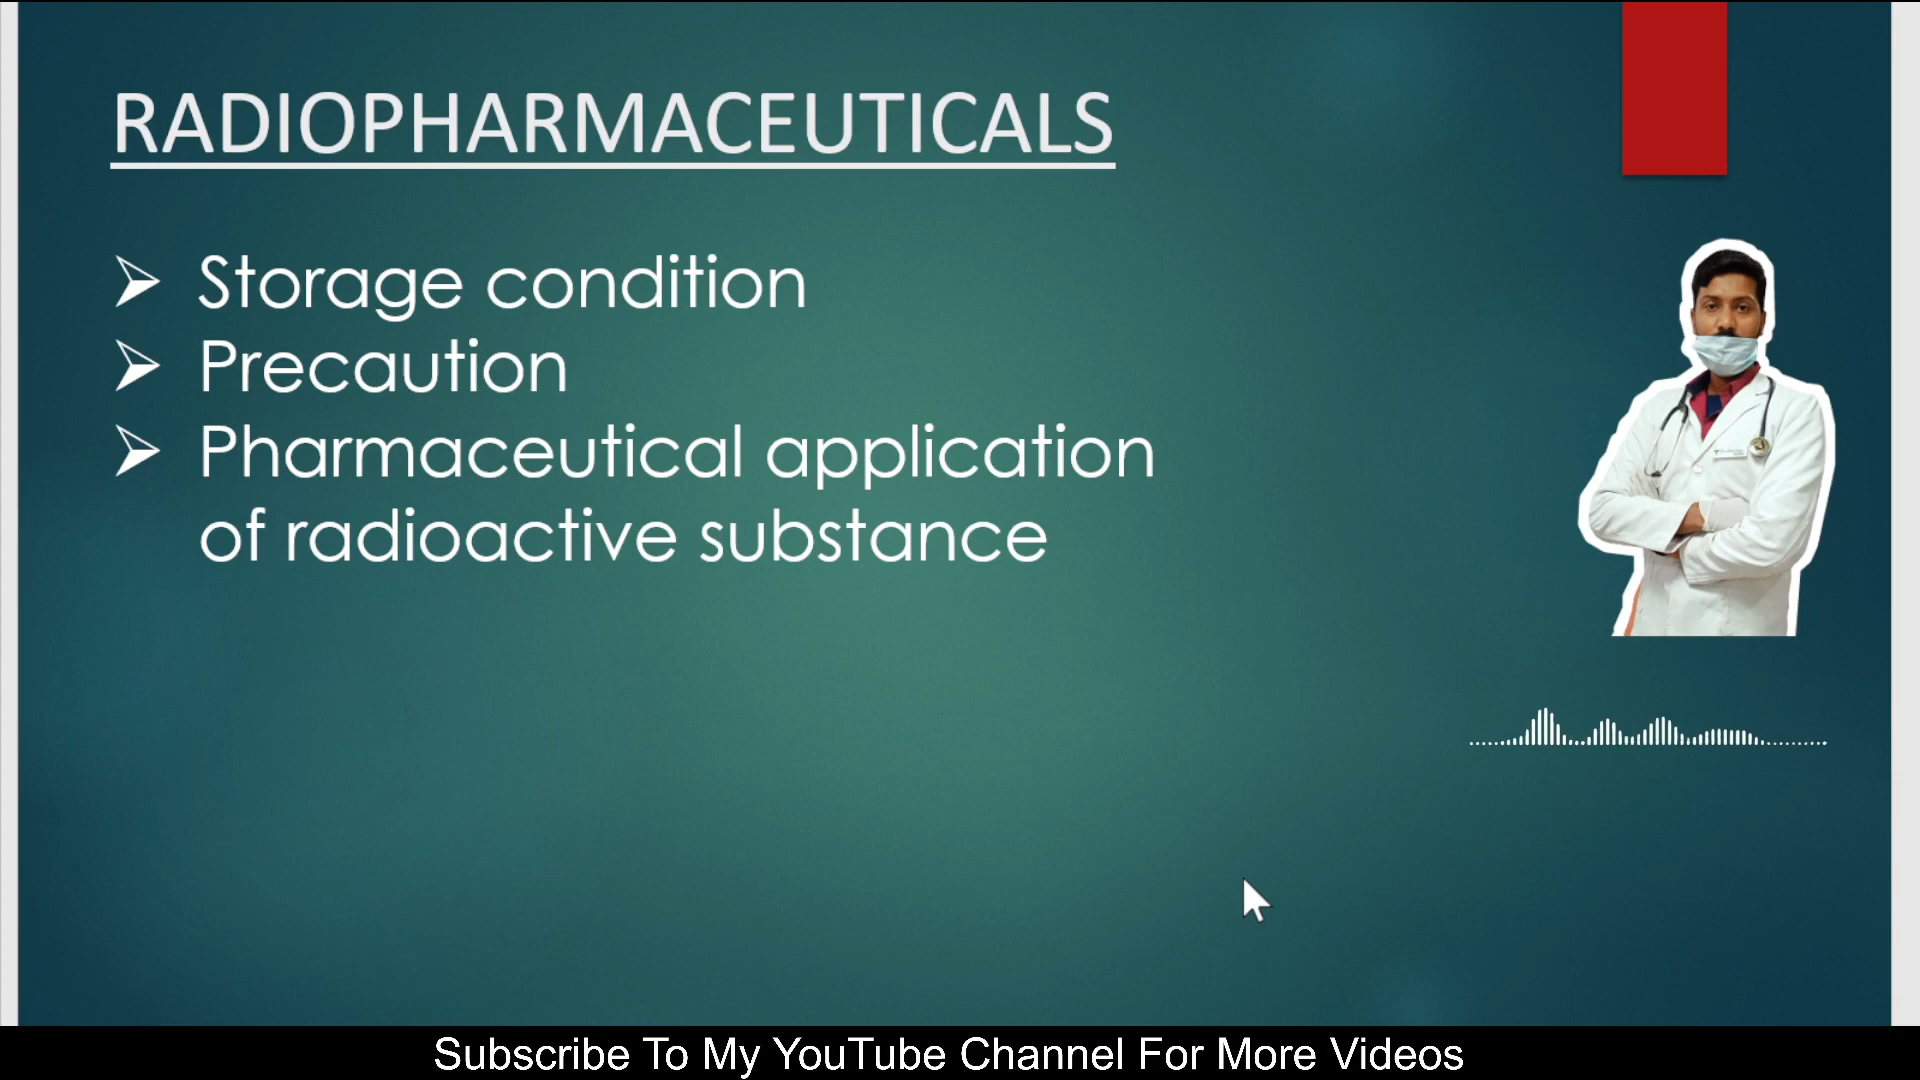 RADIOPHARMACEUTICALS
➢ Storage condition
➢ Precaution
➢ Pharmaceutical application
of radioactive substance
Subscribe To My YouTube Channel For More Videos